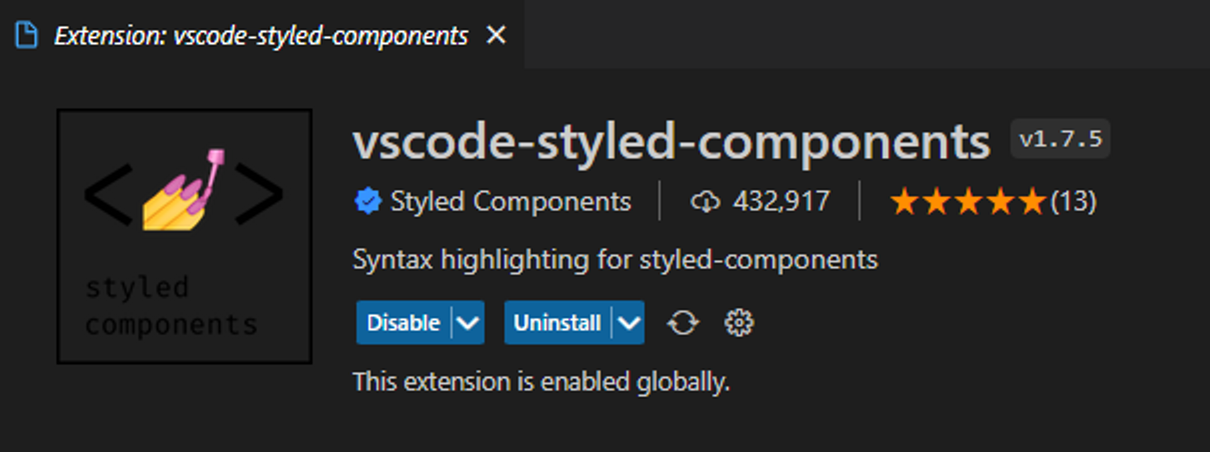 Extension: vscode-styled-components
vscode-styled-components v1.7.5
Styled Components 432,917 (13)
Syntax highlighting for styled-components
styled
components
Disable Uninstall
This extension is enabled globally.